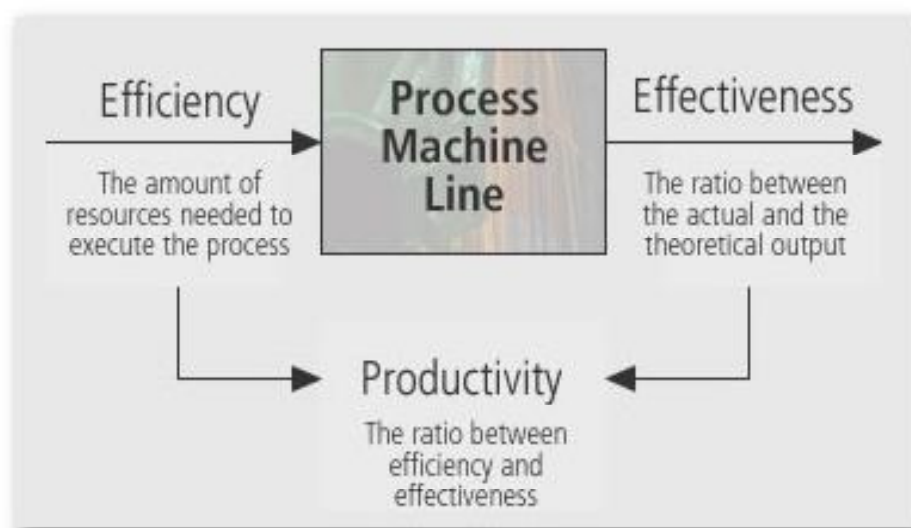 Efficiency
The amount of
resources needed to
execute the process
Process
Machine
Line
Effectiveness
The ratio between
the actual and the
theoretical output
Productivity
The ratio between
efficiency and
effectiveness